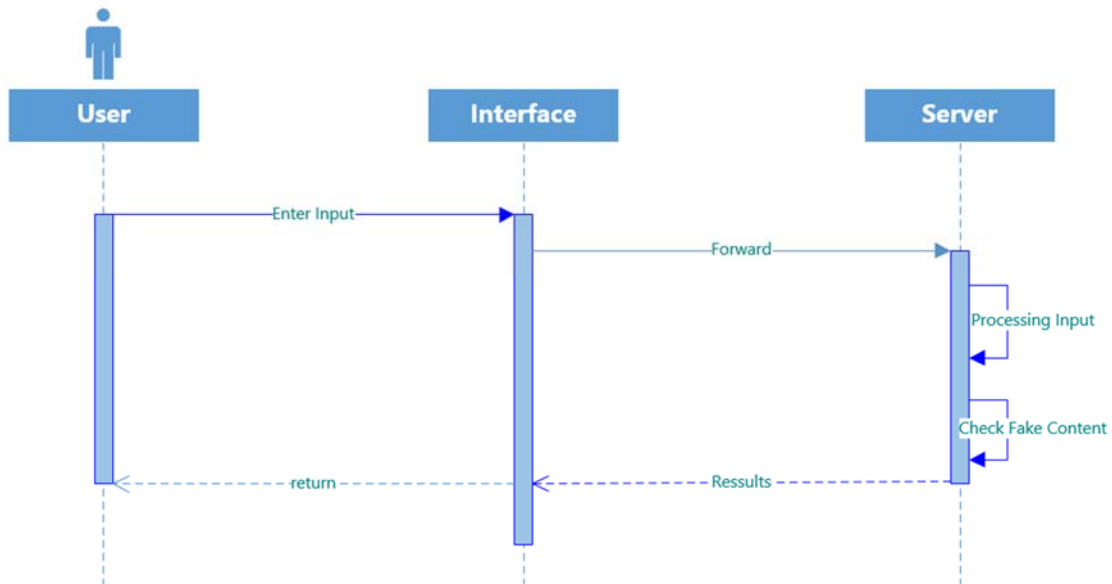 User
Interface
Server
Enter Input
Forward
Processing Input
Check Fake Content
return
Ressults